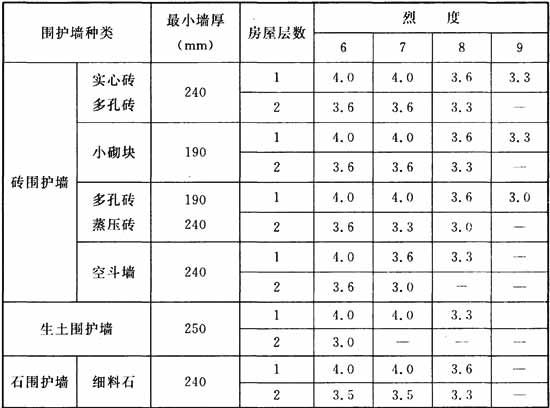 围护墙种类 最小墙厚 (mm) 房屋层数 烈 度
6 7 8 9
砖围护墙 实心砖 多孔砖 240 1 4.0 4.0 3.6 3.3
2 3.6 3.6 3.3 —
小砌块 190 1 4.0 4.0 3.6 3.3
2 3.6 3.6 3.3 —
多孔砖 190 1 4.0 4.0 3.6 3.0
蒸压砖 240 2 3.6 3.3 3.0 —
空斗墙 240 1 4.0 3.6 3.3 —
2 3.6 3.0 — —
生土围护墙 250 1 4.0 4.0 3.3 —
2 3.0 — — —
石围护墙 细料石 240 1 4.0 4.0 3.6 —
2 3.5 3.5 3.3 —